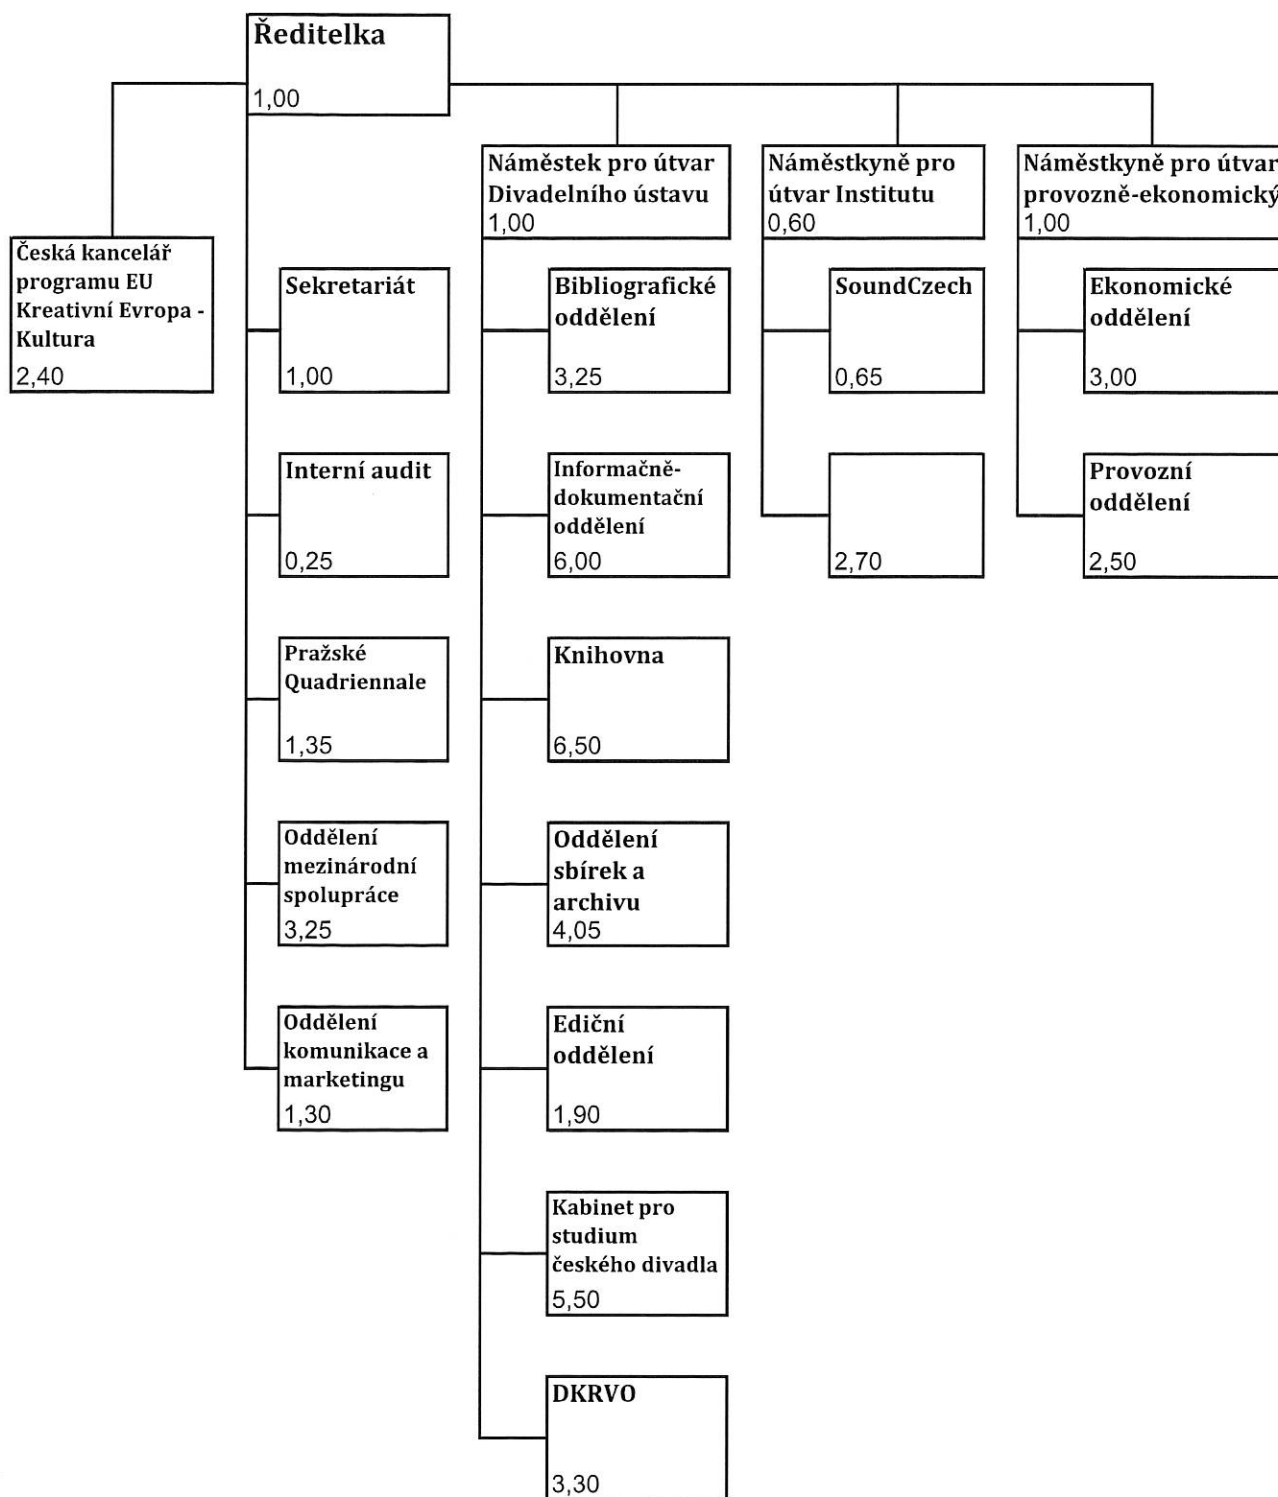 Ředitelka
1,00
Náměstek pro útvar
Divadelního ústavu
1,00
Náměstkyně pro
útvar Institutu
0,60
Náměstkyně pro útvar
provozně-ekonomický
1,00
Česká kancelář
programu EU
Kreativní Evropa -
Kultura
2,40
Sekretariát
1,00
Bibliografické
oddělení
3,25
SoundCzech
0,65
Ekonomické
oddělení
3,00
Interní audit
0,25
Informačně-
dokumentační
oddělení
6,00
2,70
Provozní
oddělení
2,50
Pražské
Quadriennale
1,35
Knihovna
6,50
Oddělení
mezinárodní
spolupráce
3,25
Oddělení
sbírek a
archivu
4,05
Oddělení
komunikace a
marketingu
1,30
Ediční
oddělení
1,90
Kabinet pro
studium
českého divadla
5,50
DKRVO
3,30